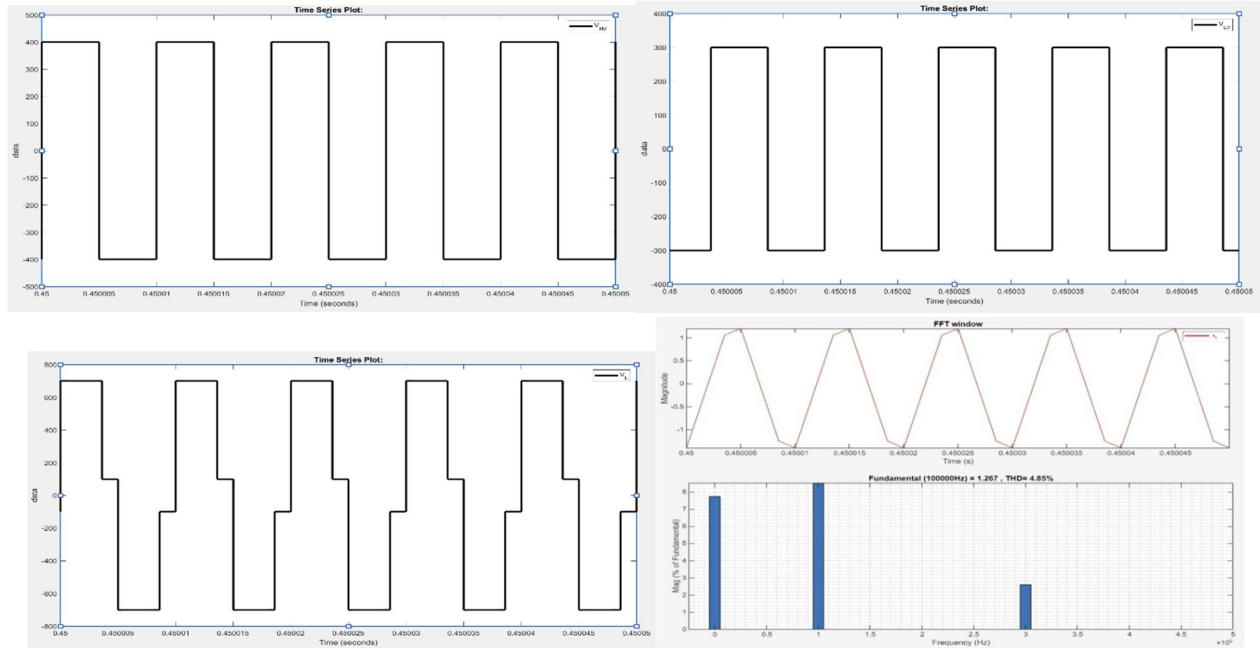 Time Series Plot:
500
400
300
200
100
0
-100
-200
-300
-400
-500
data
V_HV
0.45 0.450005 0.45001 0.450015 0.45002 0.450025 0.45003 0.450035 0.45004 0.450045 0.45005
Time (seconds)
Time Series Plot:
400
300
200
100
0
-100
-200
-300
-400
data
V_LV
0.45 0.450005 0.45001 0.450015 0.45002 0.450025 0.45003 0.450035 0.45004 0.450045 0.45005
Time (seconds)
Time Series Plot:
800
600
400
200
0
-200
-400
-600
-800
data
V_L
0.45 0.450005 0.45001 0.450015 0.45002 0.450025 0.45003 0.450035 0.45004 0.450045 0.45005
Time (seconds)
FFT window
1
0.5
0
-0.5
-1
Magnitude
0.45 0.450005 0.45001 0.450015 0.45002 0.450025 0.45003 0.450035 0.45004 0.450045
Time (s)
Fundamental (100000Hz) = 1.267 , THD= 4.85%
8
7
6
5
4
3
2
1
0
Mag (% of Fundamental)
0 0.5 1 1.5 2 2.5 3 3.5 4 4.5 5
Frequency (Hz)
×10⁵